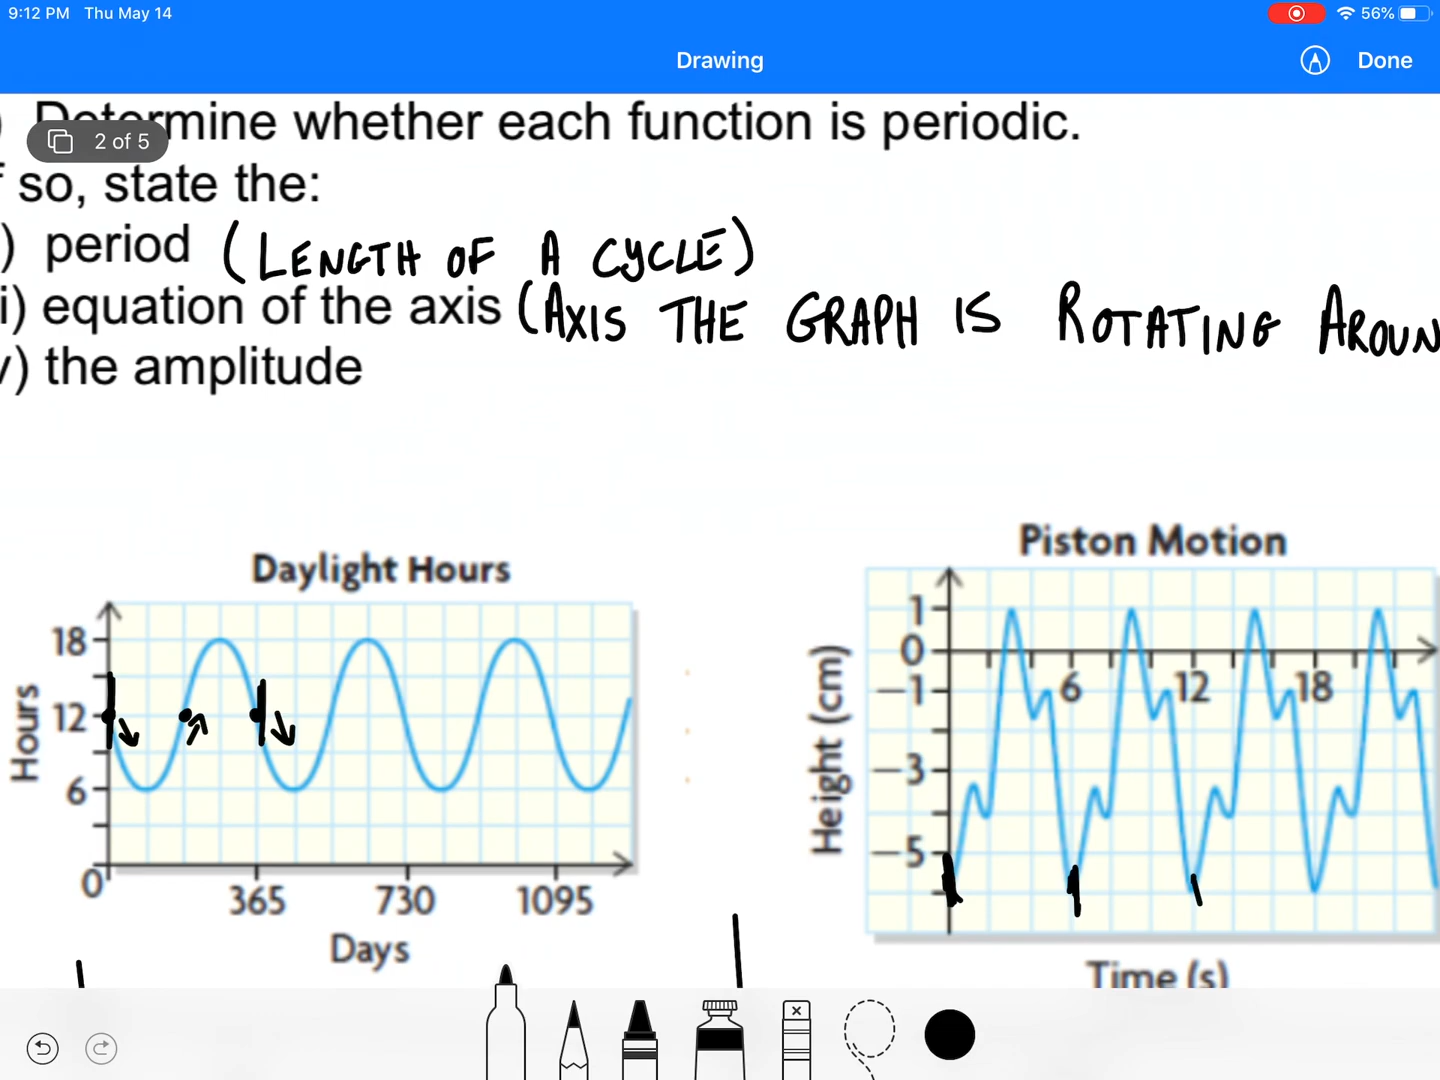 9:12 PM Thu May 14
56%
Drawing
Done
) Determine whether each function is periodic.
2 of 5
f so, state the:
) period (LENGTH OF A CYCLE)
i) equation of the axis (AXIS THE GRAPH IS ROTATING AROUN
v) the amplitude
Daylight Hours
Hours
18
12
6
0
365 730 1095
Days
Piston Motion
Height (cm)
1
0
-1
-3
-5
6 12 18
Time (s)